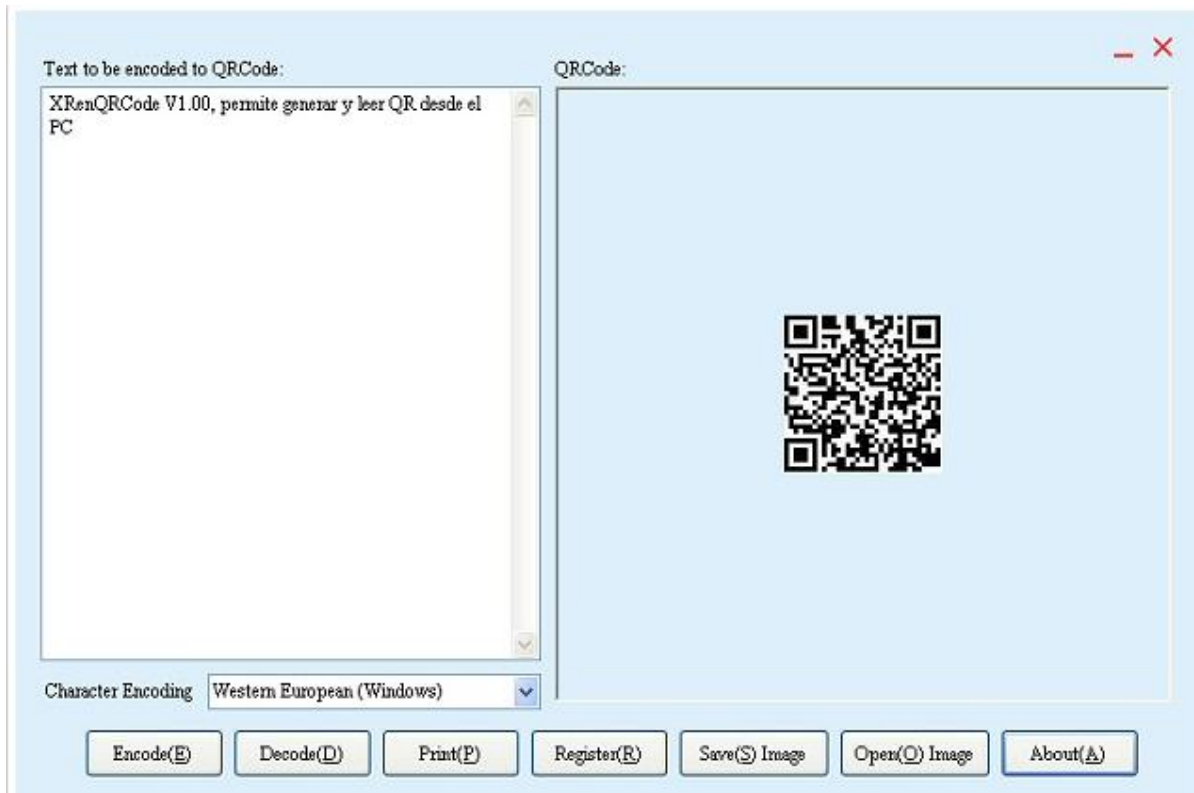 Text to be encoded to QRCode:
XRenQRCode V1.00, permite generar y leer QR desde el
PC
QRCode:
Character Encoding
Western European (Windows)
Encode(E)
Decode(D)
Print(P)
Register(R)
Save(S) Image
Open(O) Image
About(A)